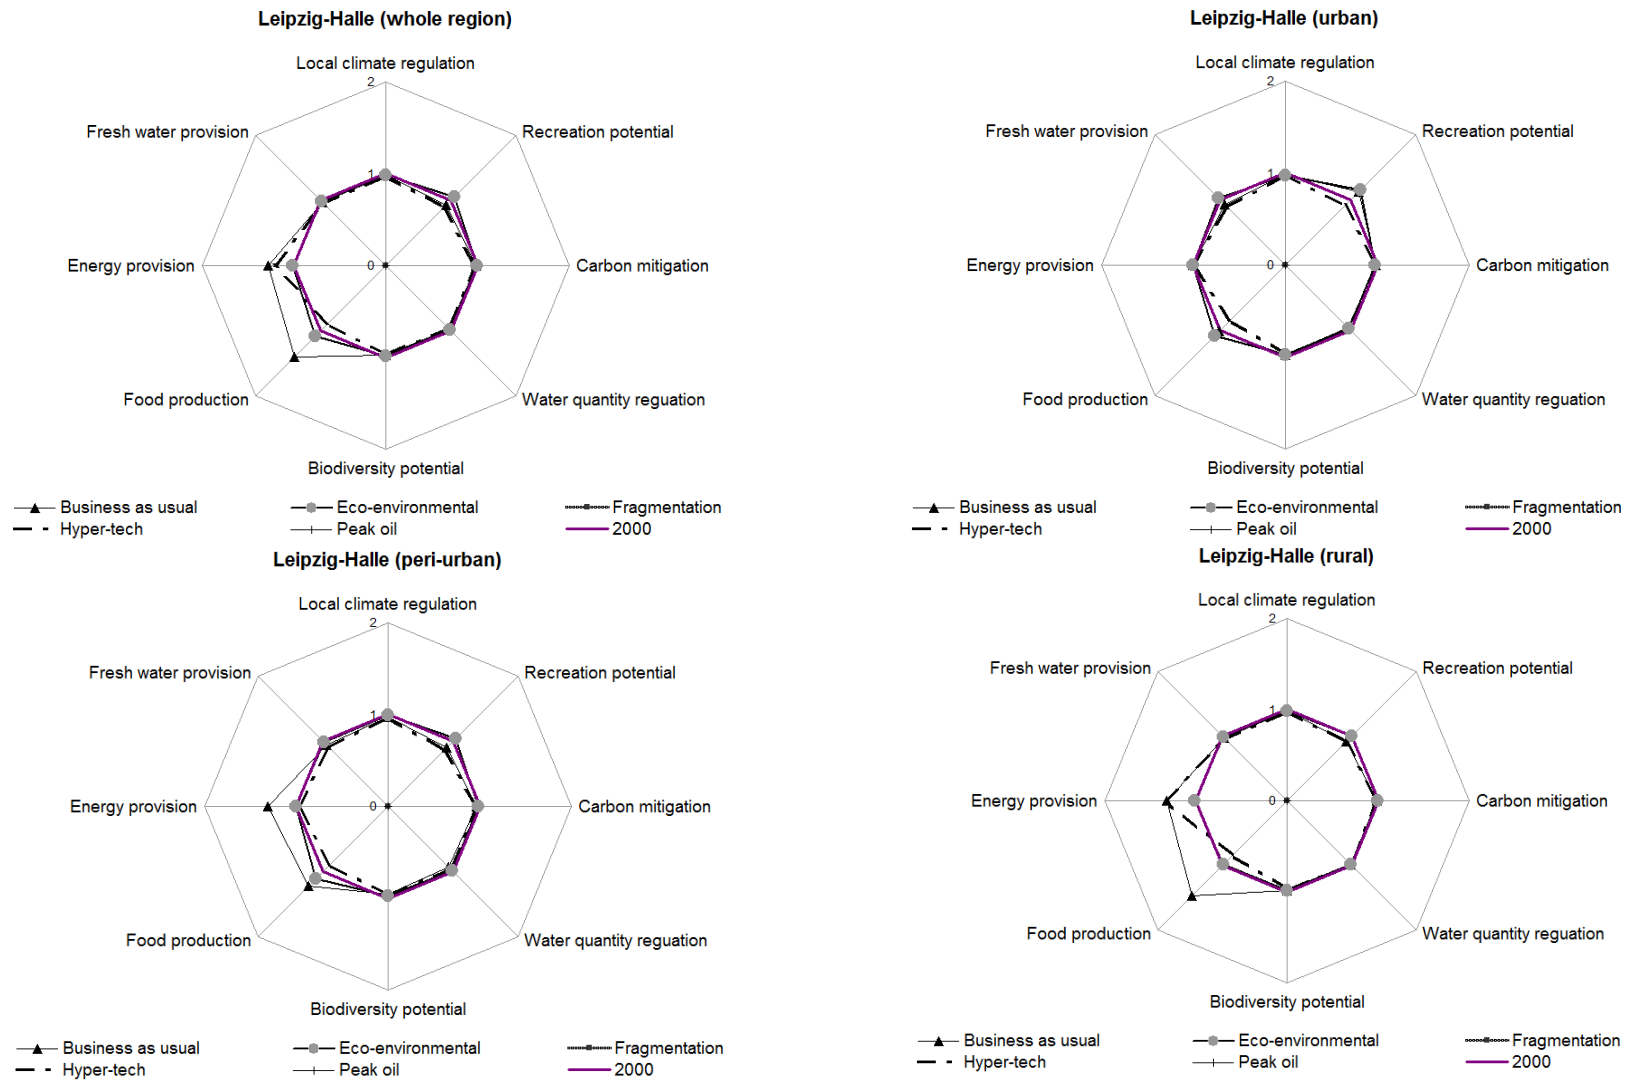 Leipzig-Halle (whole region)
Local climate regulation
2
Fresh water provision
Recreation potential
1
Energy provision
0
Carbon mitigation
Food production
Water quantity reguation
Biodiversity potential
Business as usual
Eco-environmental
Fragmentation
Hyper-tech
Peak oil
2000
Leipzig-Halle (urban)
Local climate regulation
2
Fresh water provision
Recreation potential
1
Energy provision
0
Carbon mitigation
Food production
Water quantity reguation
Biodiversity potential
Business as usual
Eco-environmental
Fragmentation
Hyper-tech
Peak oil
2000
Leipzig-Halle (peri-urban)
Local climate regulation
2
Fresh water provision
Recreation potential
1
Energy provision
0
Carbon mitigation
Food production
Water quantity reguation
Biodiversity potential
Business as usual
Eco-environmental
Fragmentation
Hyper-tech
Peak oil
2000
Leipzig-Halle (rural)
Local climate regulation
2
Fresh water provision
Recreation potential
1
Energy provision
0
Carbon mitigation
Food production
Water quantity reguation
Biodiversity potential
Business as usual
Eco-environmental
Fragmentation
Hyper-tech
Peak oil
2000